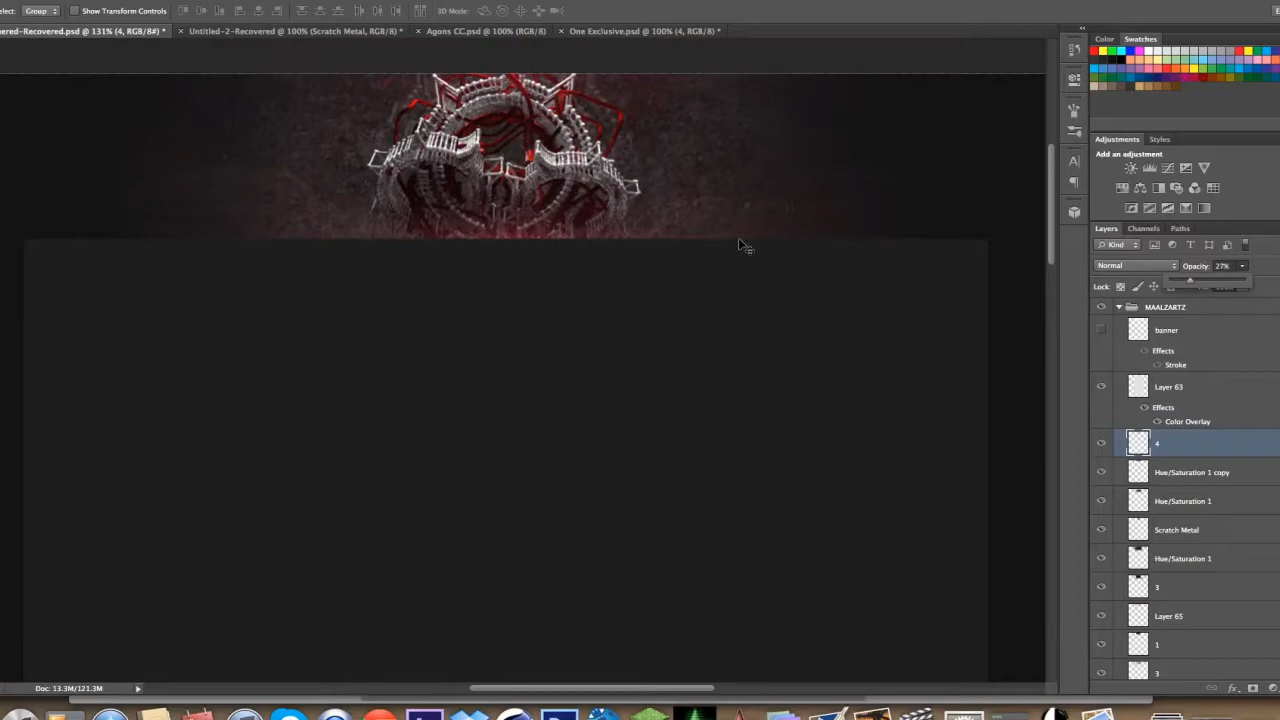 elect: Group Show Transform Controls 3D Mode:
ered-Recovered.psd @ 131% (4, RGB/8#) * × Untitled-2-Recovered @ 100% (Scratch Metal, RGB/8) * × Agons CC.psd @ 100% (RGB/8) × One Exclusive.psd @ 100% (4, RGB/8) *
Color Swatches
Adjustments Styles
Add an adjustment
Layers Channels Paths
Kind
Normal Opacity: 27%
Lock:
MAALZARTZ
banner
Effects
Stroke
Layer 63
Effects
Color Overlay
4
Hue/Saturation 1 copy
Hue/Saturation 1
Scratch Metal
Hue/Saturation 1
3
Layer 65
1
3
Doc: 13.3M/121.3M
fx